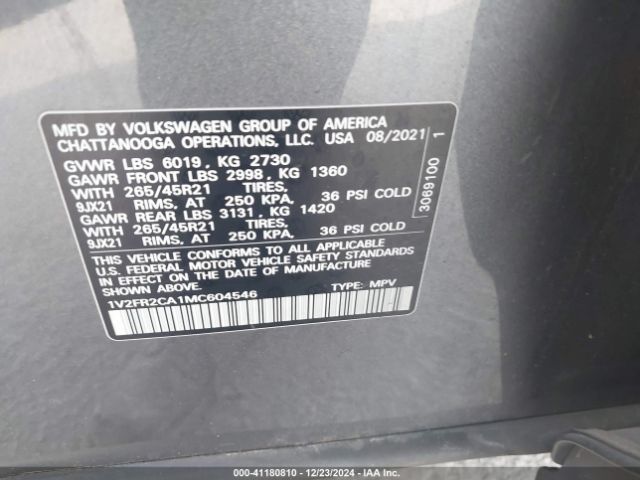 MFD BY VOLKSWAGEN GROUP OF AMERICA
CHATTANOOGA OPERATIONS, LLC. USA 08/2021
GVWR LBS 6019, KG 2730
GAWR FRONT LBS 2998, KG 1360
WITH 265/45R21 TIRES,
9JX21 RIMS, AT 250 KPA, 36 PSI COLD
GAWR REAR LBS 3131, KG 1420
WITH 265/45R21 TIRES,
9JX21 RIMS, AT 250 KPA, 36 PSI COLD
THIS VEHICLE CONFORMS TO ALL APPLICABLE
U.S. FEDERAL MOTOR VEHICLE SAFETY STANDARDS
IN EFFECT ON THE DATE OF MANUFACTURE
SHOWN ABOVE.
1V2FR2CA1MC604546 TYPE: MPV
3069100 1
000-41180810 - 12/23/2024 - IAAI.CA